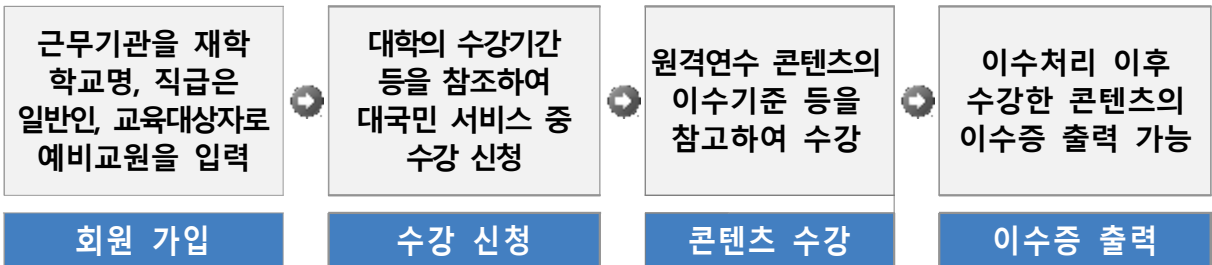 근무기관을 재학
학교명, 직급은
일반인, 교육대상자로
예비교원을 입력
회원 가입
대학의 수강기간
등을 참조하여
대국민 서비스 중
수강 신청
수강 신청
원격연수 콘텐츠의
이수기준 등을
참고하여 수강
콘텐츠 수강
이수처리 이후
수강한 콘텐츠의
이수증 출력 가능
이수증 출력